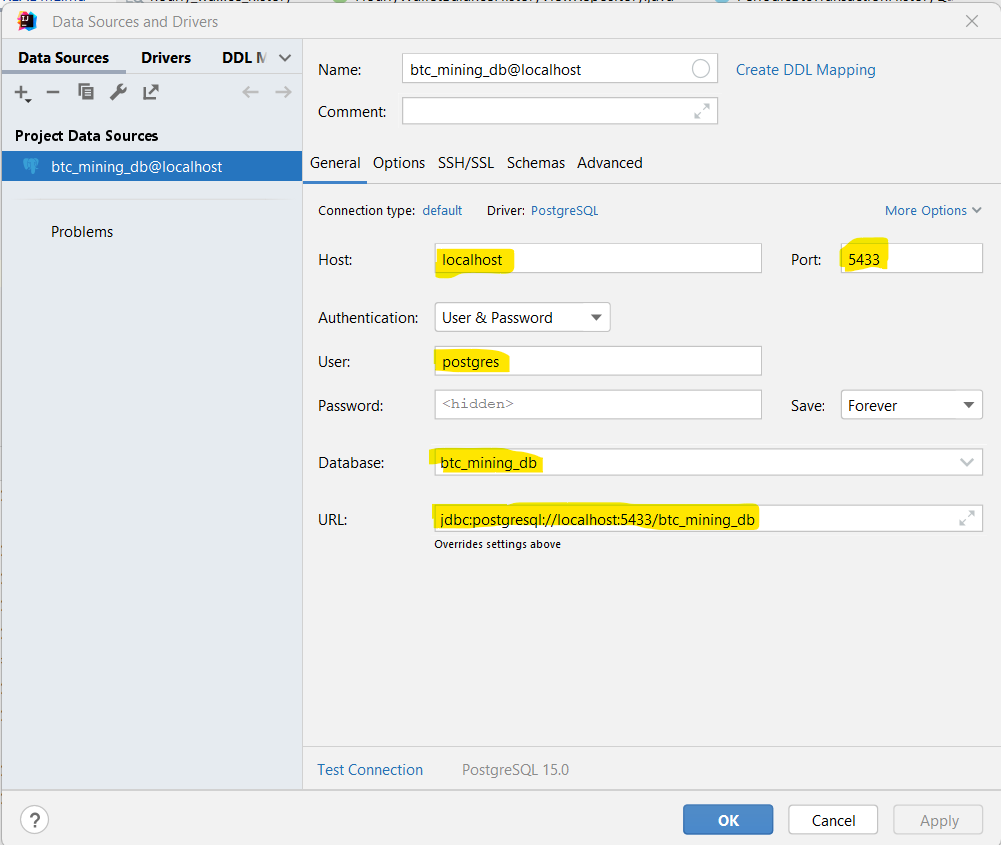 Data Sources and Drivers
Data Sources Drivers DDL M
Project Data Sources
btc_mining_db@localhost
Problems
Name: btc_mining_db@localhost Create DDL Mapping
Comment:
General Options SSH/SSL Schemas Advanced
Connection type: default Driver: PostgreSQL More Options
Host: localhost Port: 5433
Authentication: User & Password
User: postgres
Password: <hidden> Save: Forever
Database: btc_mining_db
URL: jdbc:postgresql://localhost:5433/btc_mining_db
Overrides settings above
Test Connection PostgreSQL 15.0
? OK Cancel Apply